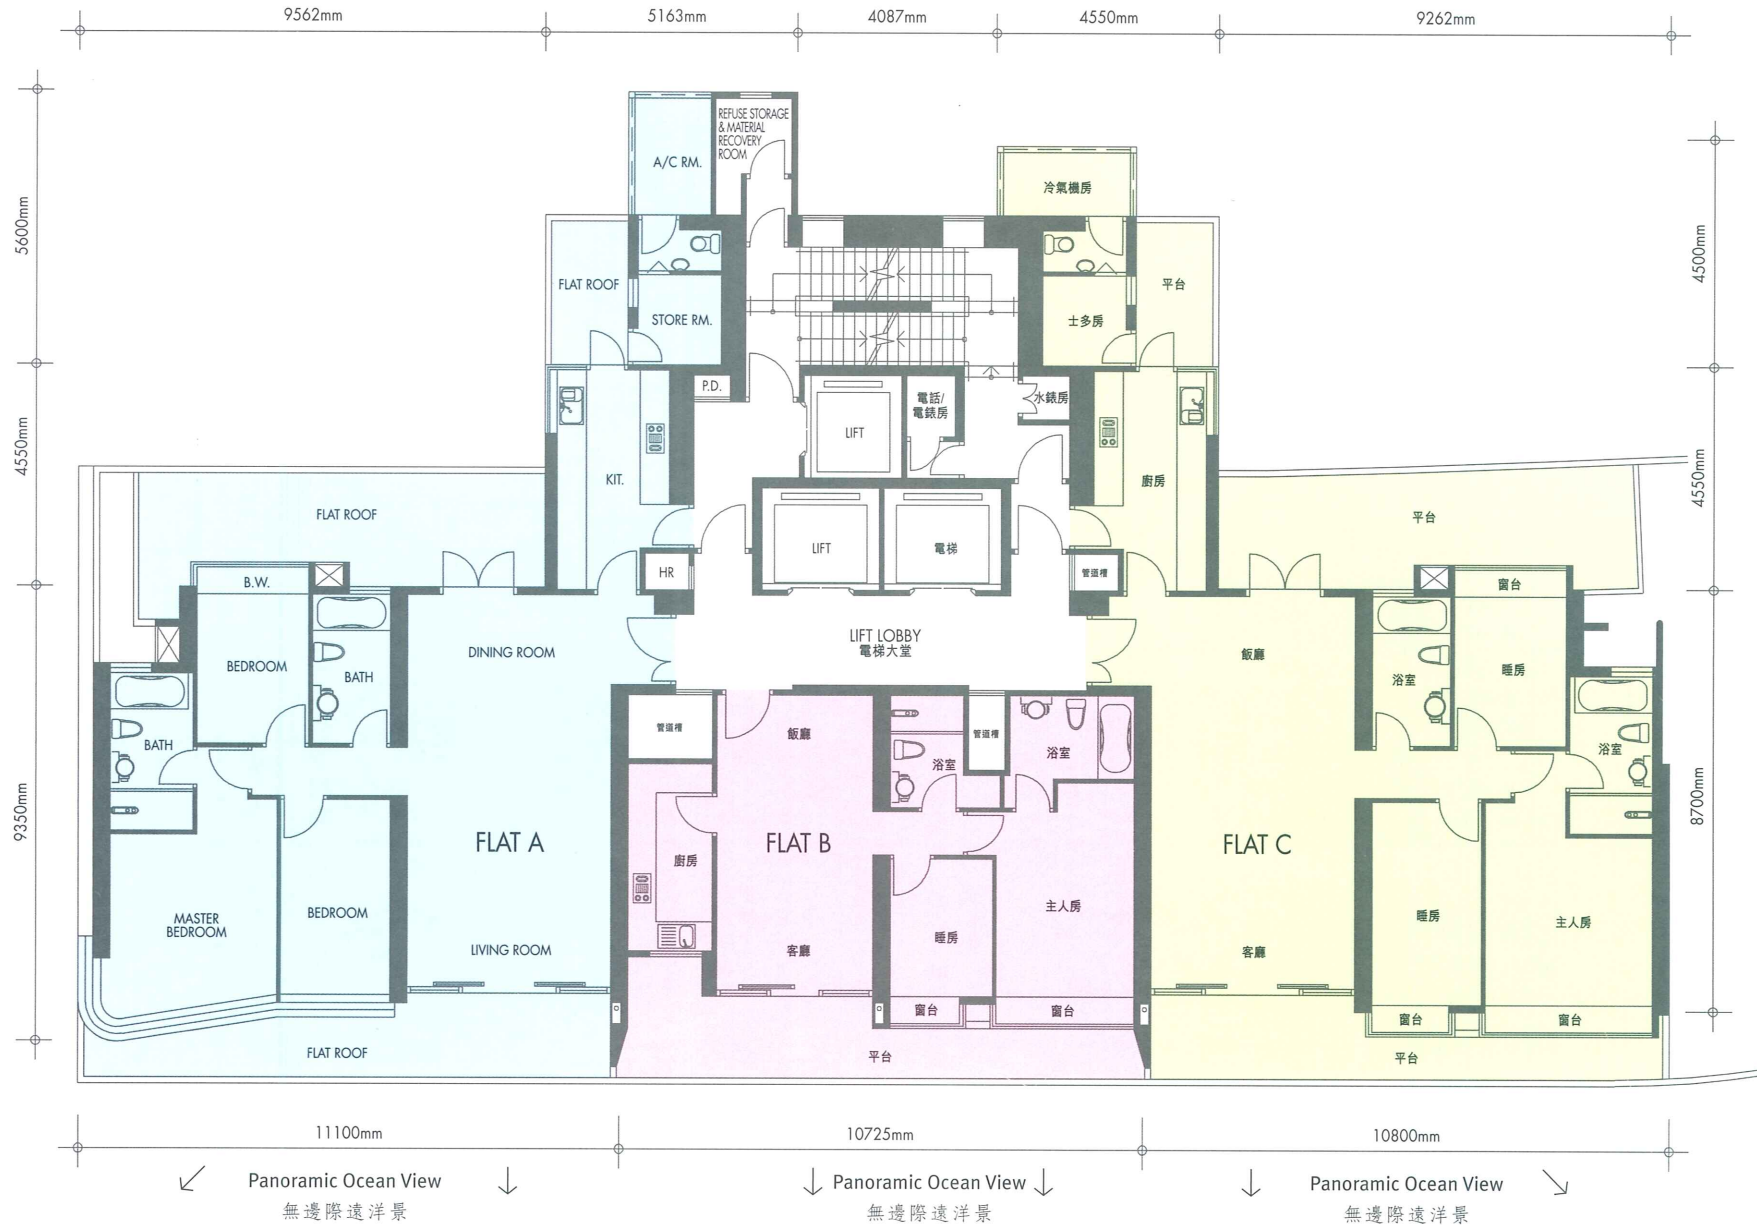 9562mm
5163mm
4087mm
4550mm
9262mm
5600mm
4550mm
9350mm
4500mm
4550mm
8700mm
REFUSE STORAGE
& MATERIAL
RECOVERY
ROOM
A/C RM.
冷氣機房
FLAT ROOF
STORE RM.
士多房
平台
P.D.
LIFT
電話/
電錶房
水錶房
KIT.
廚房
FLAT ROOF
平台
LIFT
電梯
HR
管道槽
B.W.
窗台
LIFT LOBBY
電梯大堂
DINING ROOM
飯廳
BEDROOM
BATH
浴室
睡房
BATH
管道槽
飯廳
管道槽
浴室
浴室
浴室
FLAT A
FLAT B
FLAT C
廚房
MASTER
BEDROOM
BEDROOM
主人房
睡房
主人房
LIVING ROOM
客廳
睡房
客廳
窗台
窗台
窗台
窗台
FLAT ROOF
平台
平台
11100mm
10725mm
10800mm
Panoramic Ocean View
無邊際遠洋景
Panoramic Ocean View
無邊際遠洋景
Panoramic Ocean View
無邊際遠洋景